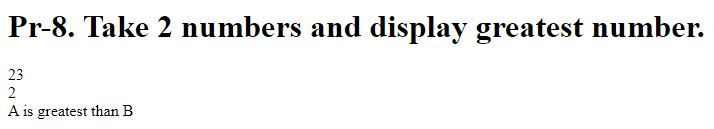 Pr-8. Take 2 numbers and display greatest number.
23
2
A is greatest than B